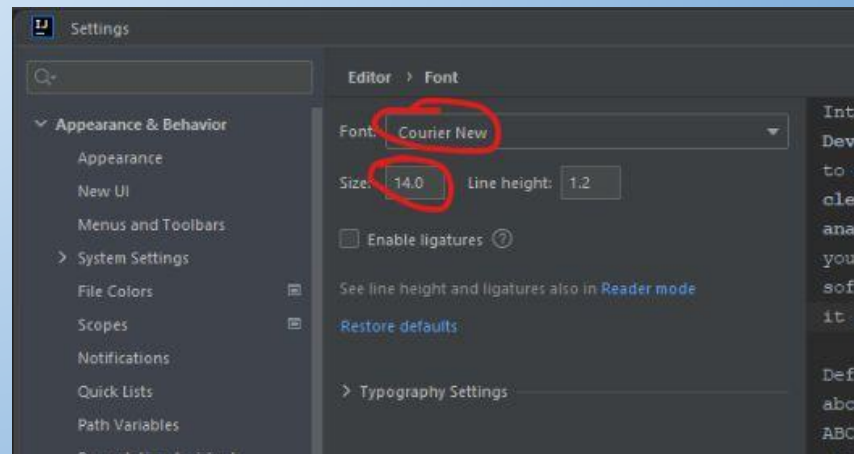 Settings
Editor > Font
Appearance & Behavior
Appearance
New UI
Menus and Toolbars
System Settings
File Colors
Scopes
Notifications
Quick Lists
Path Variables
Font: Courier New
Size: 14.0 Line height: 1.2
Enable ligatures ?
See line height and ligatures also in Reader mode
Restore defaults
Typography Settings
Int
Dev
to
cle
ana
you
sof
it
Def
abc
ABC